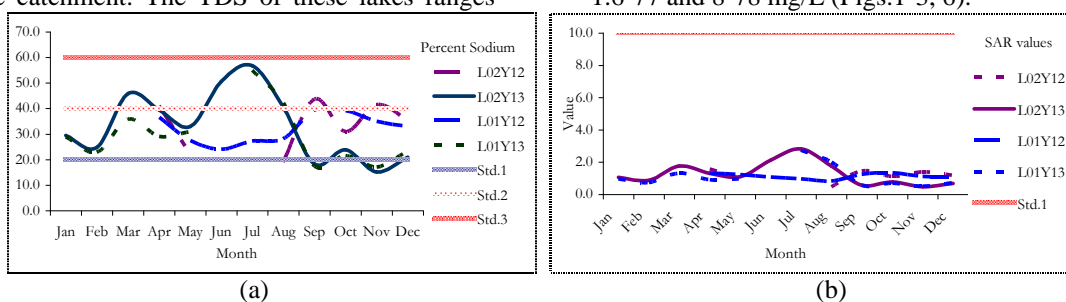 e catchment. The TDS of these lakes ranges
1.6-77 and 8-78 mg/L (Figs.1-3, 6).
70.0
60.0
50.0
40.0
30.0
20.0
10.0
0.0
Jan Feb Mar Apr May Jun Jul Aug Sep Oct Nov Dec
Month
Percent Sodium
L02Y12
L02Y13
L01Y12
L01Y13
Std.1
Std.2
Std.3
(a)
10.0
8.0
6.0
4.0
2.0
0.0
Value
Jan Feb Mar Apr May Jun Jul Aug Sep Oct Nov Dec
Month
SAR values
L02Y12
L02Y13
L01Y12
L01Y13
Std.1
(b)